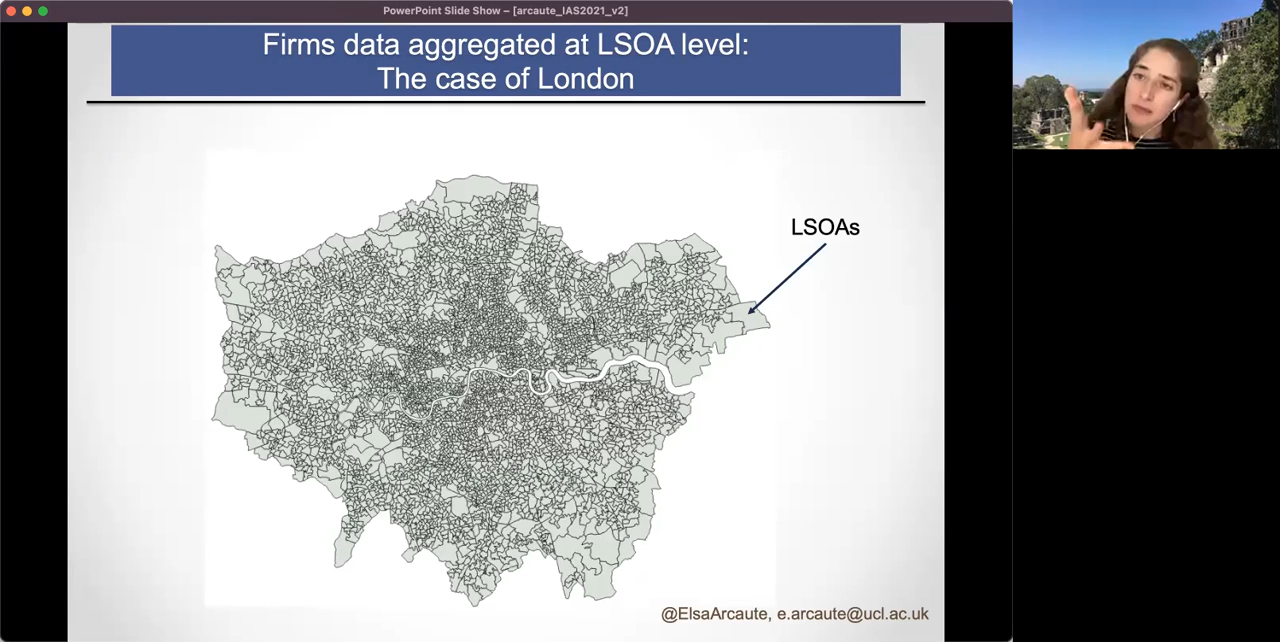 PowerPoint Slide Show – [arcaute_IAS2021_v2]
Firms data aggregated at LSOA level:
The case of London
LSOAs
@ElsaArcaute, e.arcaute@ucl.ac.uk